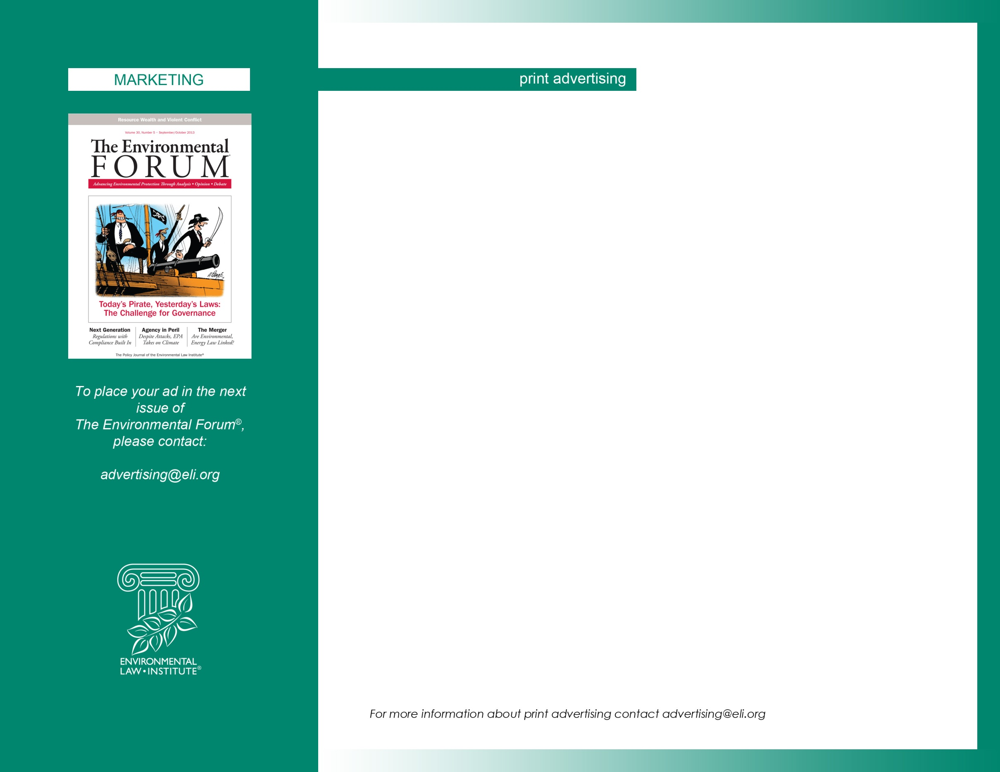 MARKETING
print advertising
Resource Wealth and Violent Conflict
Volume 30, Number 5 • September/October 2013
The Environmental
FORUM®
Advancing Environmental Protection Through Analysis • Opinion • Debate
H.Payne
Today's Pirate, Yesterday's Laws:
The Challenge for Governance
Next Generation
Regulations with
Compliance Built In
Agency in Peril
Despite Attacks, EPA
Takes on Climate
The Merger
Are Environmental,
Energy Law Linked?
The Policy Journal of the Environmental Law Institute®
To place your ad in the next
issue of
The Environmental Forum®,
please contact:
advertising@eli.org
ENVIRONMENTAL
LAW • INSTITUTE®
For more information about print advertising contact advertising@eli.org